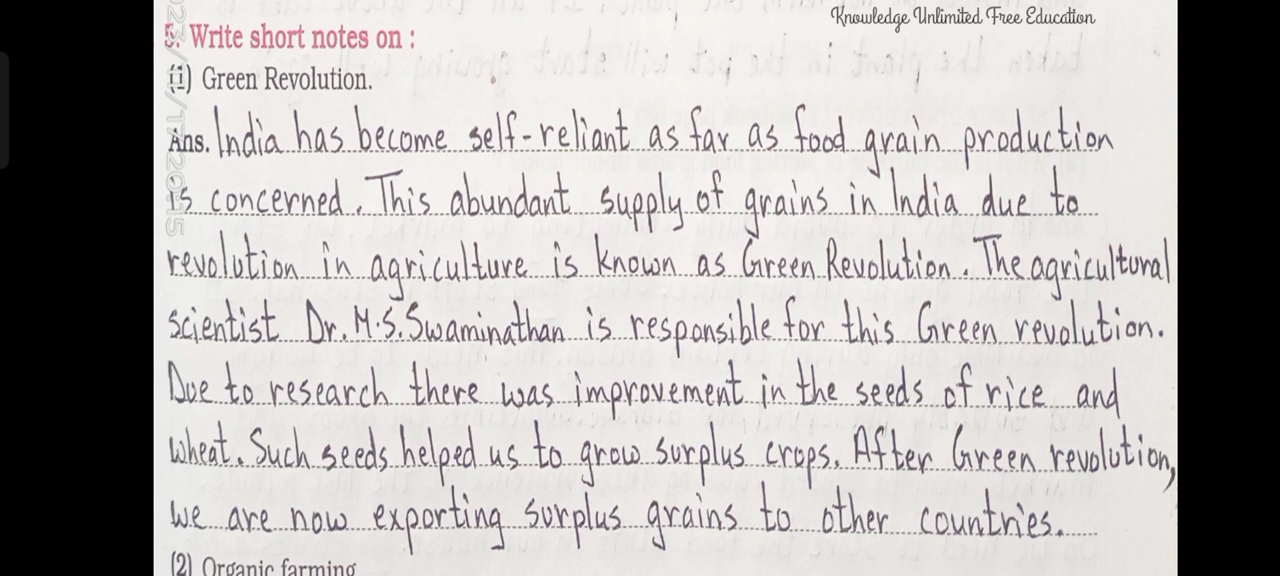 Knowledge Unlimited Free Education
5. Write short notes on :
(1) Green Revolution.
Ans. India has become self-reliant as far as food grain production
is concerned. This abundant supply of grains in India due to
revolution in agriculture is known as Green Revolution. The agricultural
scientist Dr. M.S. Swaminathan is responsible for this Green revolution.
Due to research there was improvement in the seeds of rice and
wheat. Such seeds helped us to grow surplus crops. After Green revolution,
we are now exporting surplus grains to other countries.
(2) Organic farming